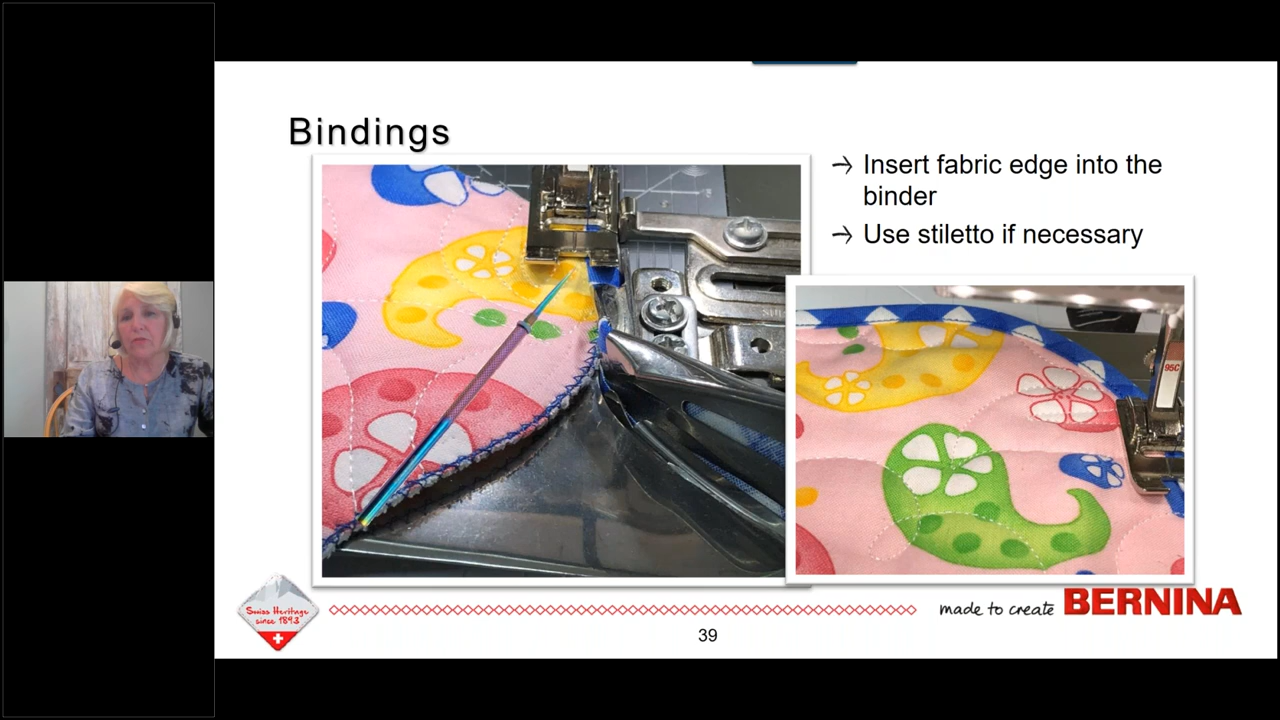 Bindings
→ Insert fabric edge into the
binder
→ Use stiletto if necessary
95C
Swiss Heritage
since 1893
made to create BERNINA
39